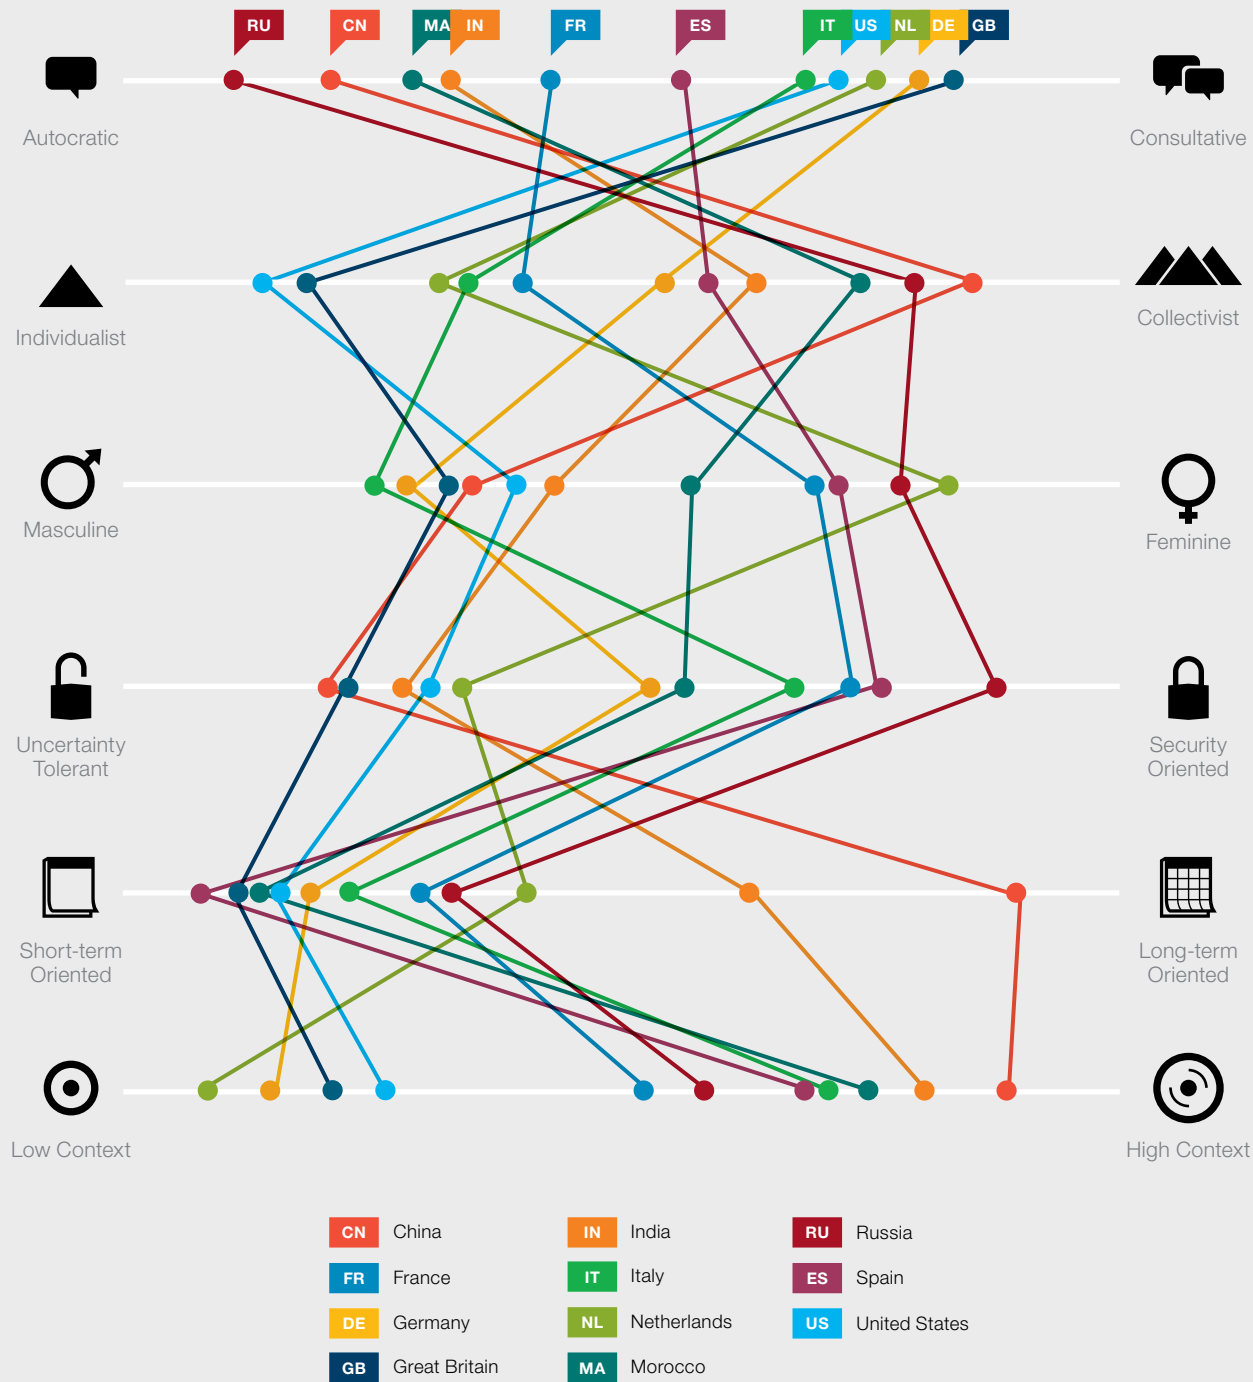 RU CN MA IN FR ES IT US NL DE GB
Autocratic
Consultative
Individualist
Collectivist
Masculine
Feminine
Uncertainty
Tolerant
Security
Oriented
Short-term
Oriented
Long-term
Oriented
Low Context
High Context
CN China
IN India
RU Russia
FR France
IT Italy
ES Spain
DE Germany
NL Netherlands
US United States
GB Great Britain
MA Morocco